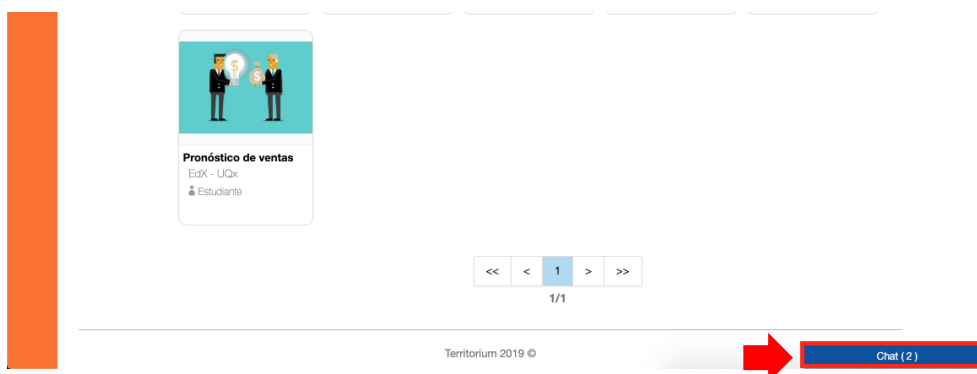 Pronóstico de ventas
EdX - UQx
Estudiante
<< < 1 > >>
1/1
Territorium 2019 ©
Chat ( 2 )